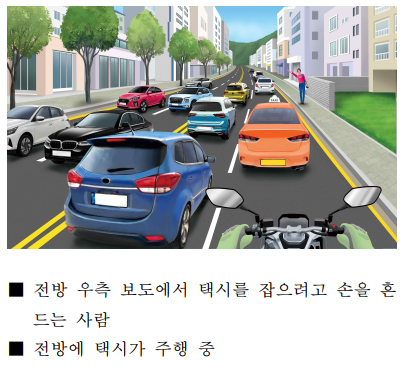 ■ 전방 우측 보도에서 택시를 잡으려고 손을 흔
드는 사람
■ 전방에 택시가 주행 중